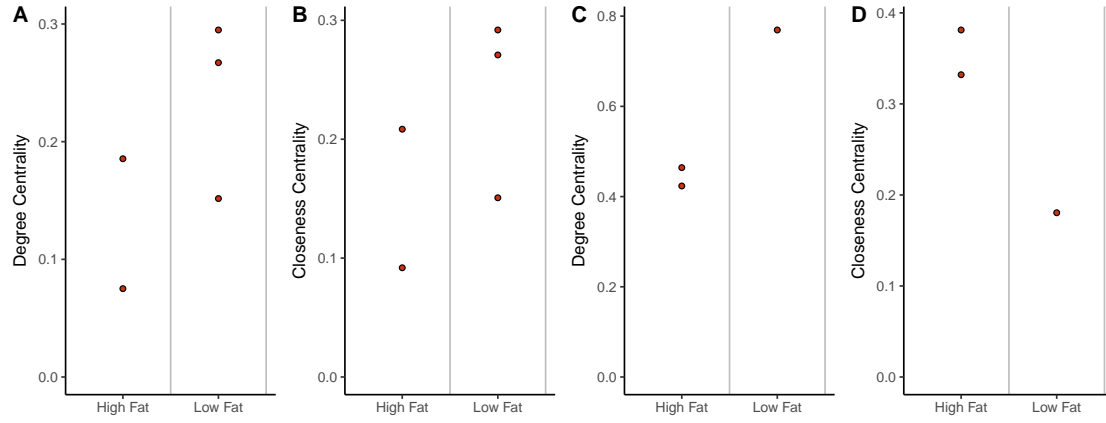 A
Degree Centrality
0.3
0.2
0.1
0.0
High Fat
Low Fat
B
Closeness Centrality
0.3
0.2
0.1
0.0
High Fat
Low Fat
C
Degree Centrality
0.8
0.6
0.4
0.2
0.0
High Fat
Low Fat
D
Closeness Centrality
0.4
0.3
0.2
0.1
0.0
High Fat
Low Fat